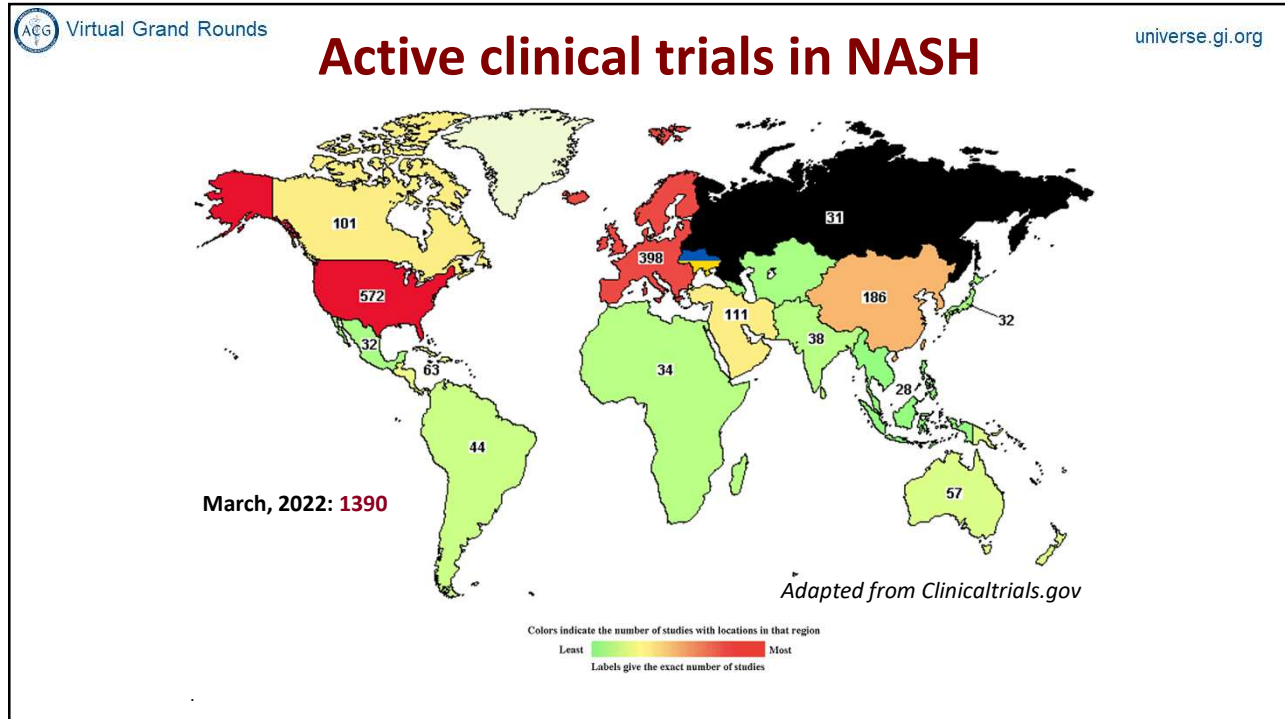 ACG
Virtual Grand Rounds
universe.gi.org
Active clinical trials in NASH
101
572
32
63
44
398
31
111
186
32
38
34
28
57
March, 2022: 1390
Adapted from Clinicaltrials.gov
Colors indicate the number of studies with locations in that region
Least Most
Labels give the exact number of studies
.